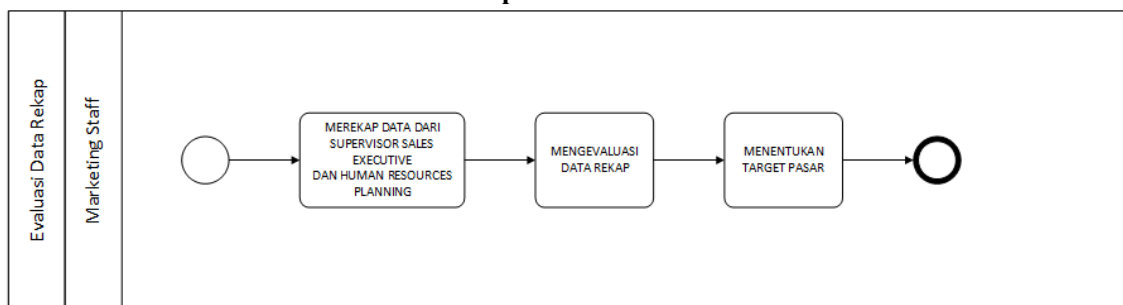 Evaluasi Data Rekap
Marketing Staff
MEREKAP DATA DARI
SUPERVISOR SALES
EXECUTIVE
DAN HUMAN RESOURCES
PLANNING
MENGEVALUASI
DATA REKAP
MENENTUKAN
TARGET PASAR